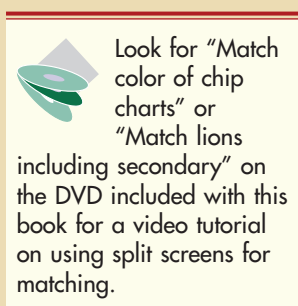 Look for “Match
color of chip
charts” or
“Match lions
including secondary” on
the DVD included with this
book for a video tutorial
on using split screens for
matching.